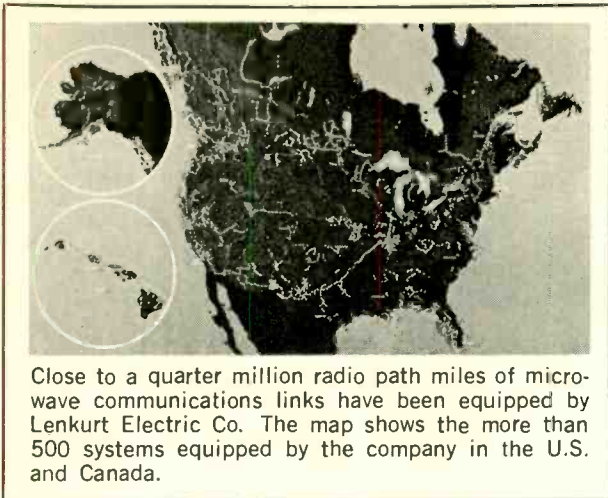 Close to a quarter million radio path miles of micro-
wave communications links have been equipped by
Lenkurt Electric Co. The map shows the more than
500 systems equipped by the company in the U.S.
and Canada.